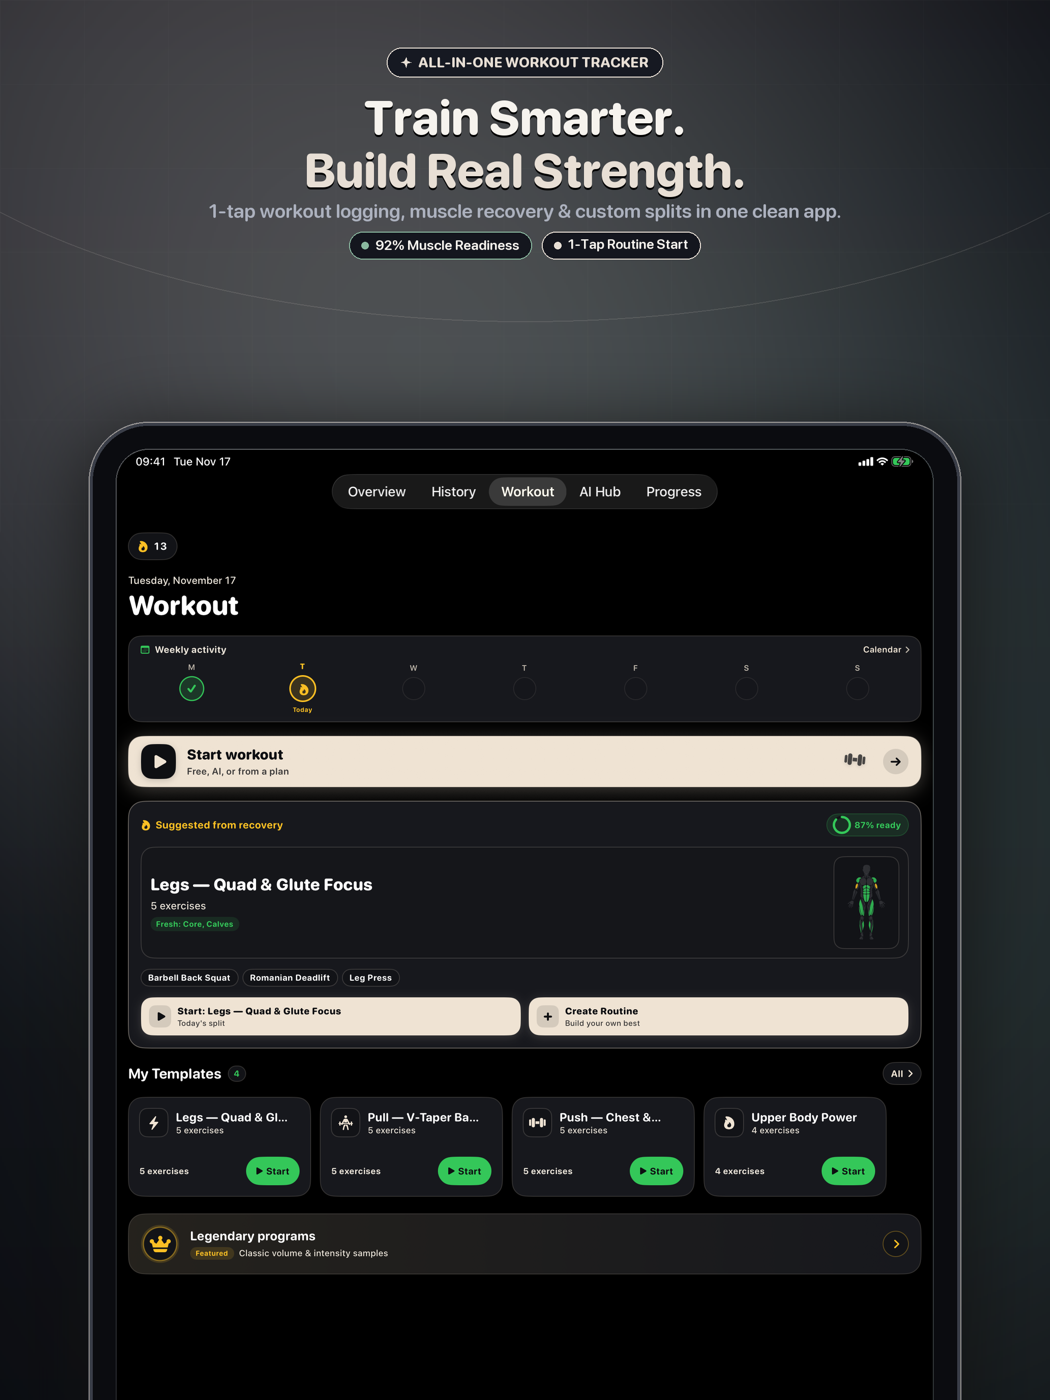 ALL-IN-ONE WORKOUT TRACKER
Train Smarter.
Build Real Strength.
1-tap workout logging, muscle recovery & custom splits in one clean app.
92% Muscle Readiness
1-Tap Routine Start
09:41 Tue Nov 17
Overview History Workout AI Hub Progress
13
Tuesday, November 17
Workout
Weekly activity
Calendar
M T W T F S S
Today
Start workout
Free, AI, or from a plan
Suggested from recovery
87% ready
Legs — Quad & Glute Focus
5 exercises
Fresh: Core, Calves
Barbell Back Squat
Romanian Deadlift
Leg Press
Start: Legs — Quad & Glute Focus
Today's split
Create Routine
Build your own best
My Templates 4
All
Legs — Quad & Gl...
5 exercises
5 exercises
Start
Pull — V-Taper Ba...
5 exercises
5 exercises
Start
Push — Chest &...
5 exercises
5 exercises
Start
Upper Body Power
4 exercises
4 exercises
Start
Legendary programs
Featured Classic volume & intensity samples